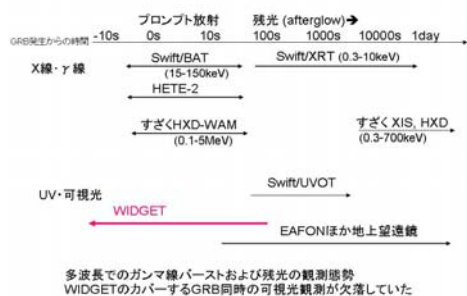 プロンプト放射 残光 (afterglow)→
GRB発生からの時間 -10s 0s 10s 100s 1000s 10000s 1day
X線・γ線
Swift/BAT
(15-150keV)
Swift/XRT (0.3-10keV)
HETE-2
すざくHXD-WAM
(0.1-5MeV)
すざく XIS, HXD
(0.3-700keV)
Swift/UVOT
UV・可視光
WIDGET
EAFONほか地上望遠鏡
多波長でのガンマ線バーストおよび残光の観測態勢
WIDGETのカバーするGRB同時の可視光観測が欠落していた